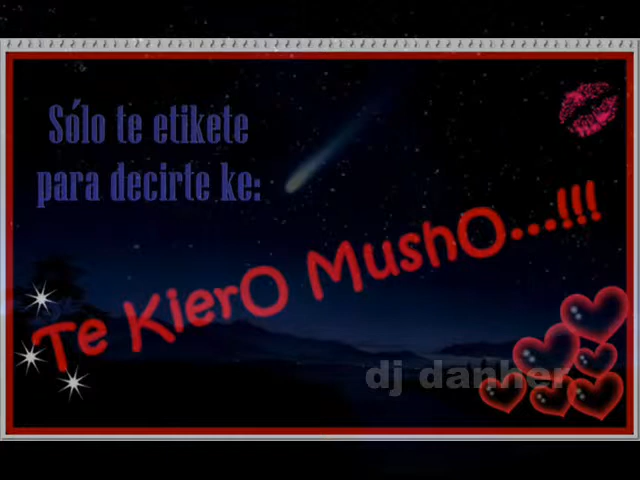 Sólo te etikete
para decirte ke:
Te KierO MushO...!!!
dj danher